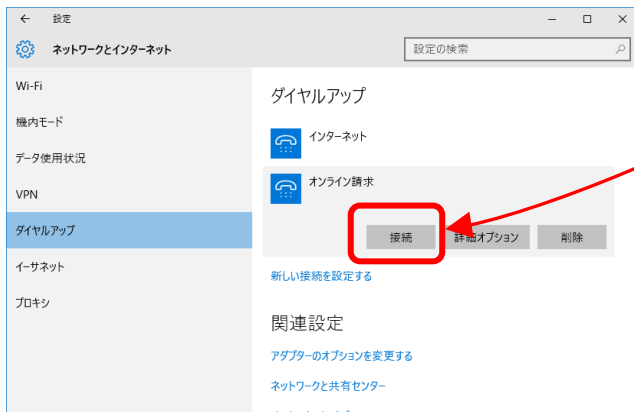 設定
ネットワークとインターネット
設定の検索
Wi-Fi
機内モード
データ使用状況
VPN
ダイヤルアップ
イーサネット
プロキシ
ダイヤルアップ
インターネット
オンライン請求
接続
詳細オプション
削除
新しい接続を設定する
関連設定
アダプターのオプションを変更する
ネットワークと共有センター